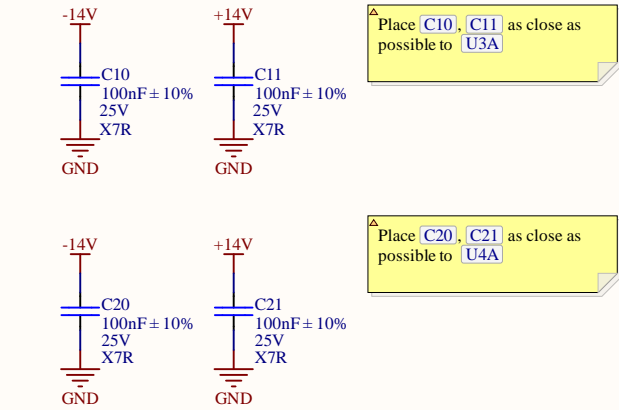 -14V
+14V
Place C10, C11 as close as
possible to U3A
C10
100nF ± 10%
25V
X7R
GND
C11
100nF ± 10%
25V
X7R
GND
-14V
+14V
Place C20, C21 as close as
possible to U4A
C20
100nF ± 10%
25V
X7R
GND
C21
100nF ± 10%
25V
X7R
GND